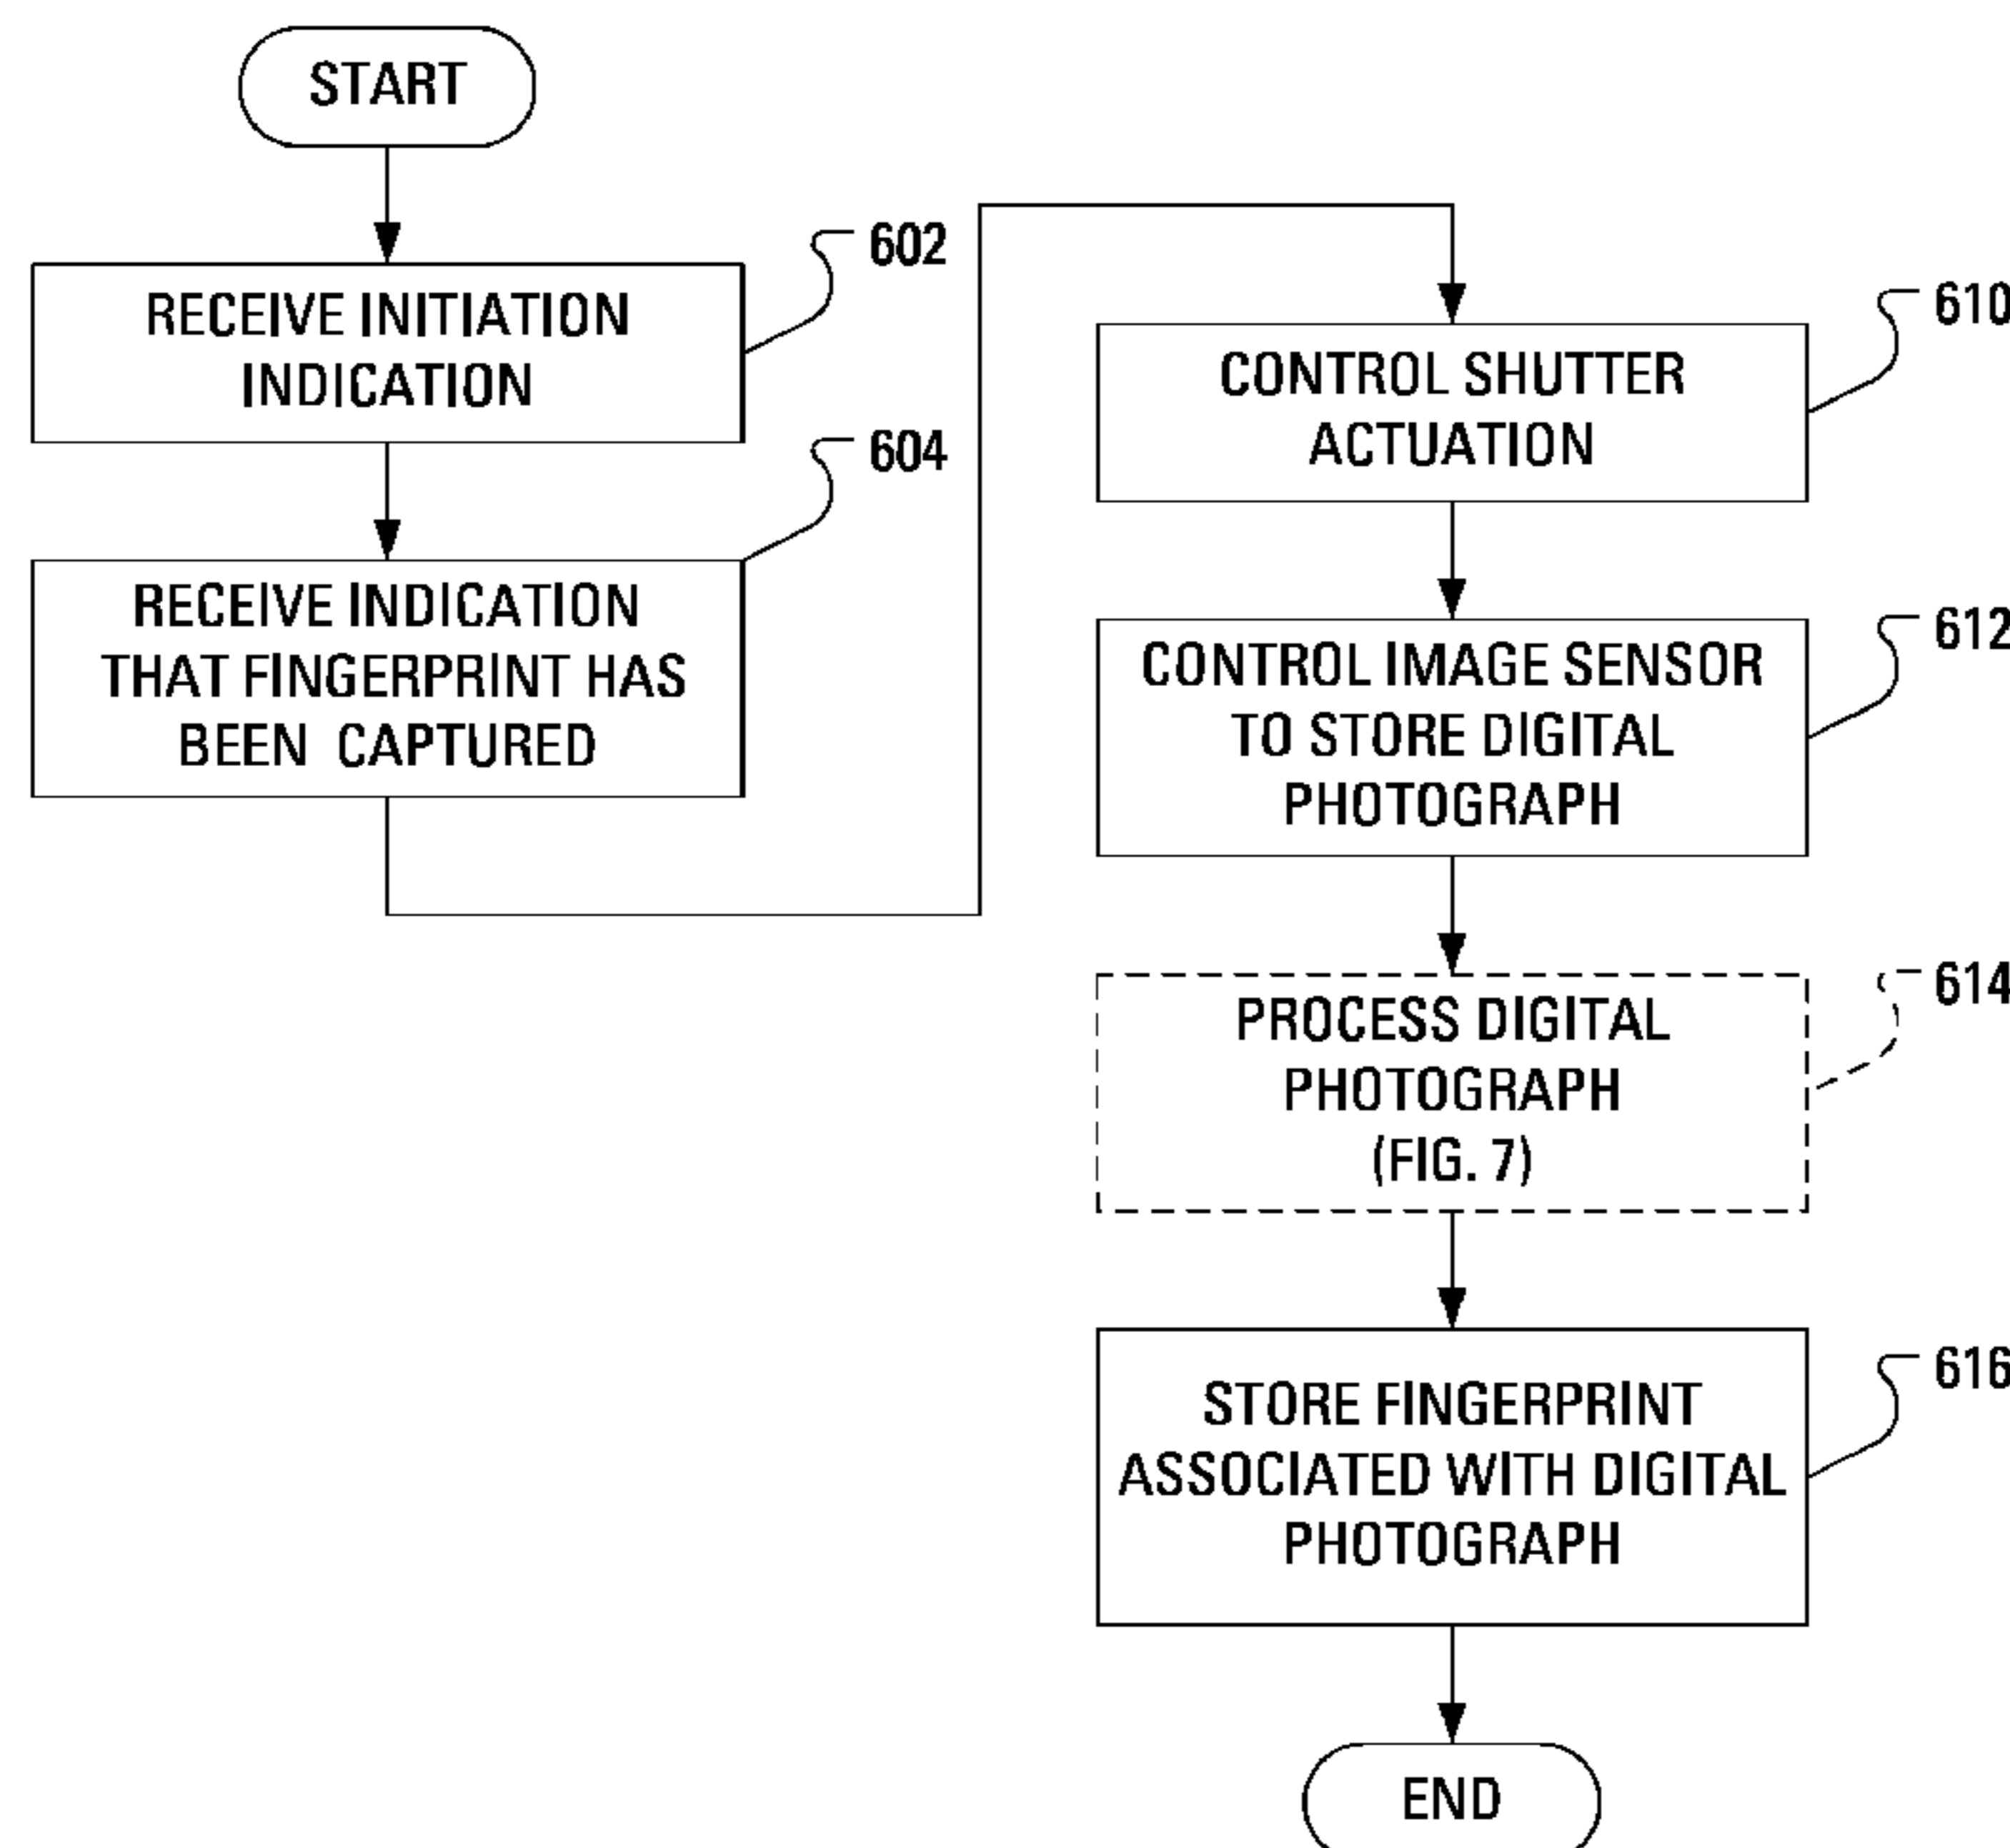 START
RECEIVE INITIATION
INDICATION
602
RECEIVE INDICATION
THAT FINGERPRINT HAS
BEEN CAPTURED
604
CONTROL SHUTTER
ACTUATION
610
CONTROL IMAGE SENSOR
TO STORE DIGITAL
PHOTOGRAPH
612
PROCESS DIGITAL
PHOTOGRAPH
(FIG. 7)
614
STORE FINGERPRINT
ASSOCIATED WITH DIGITAL
PHOTOGRAPH
616
END